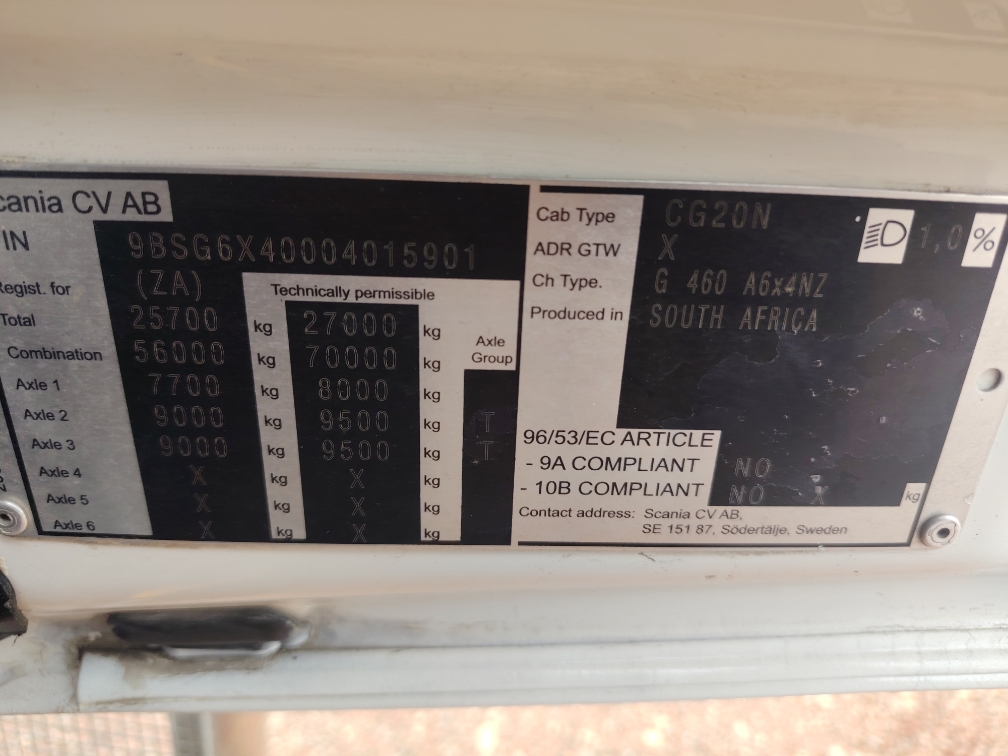 cania CV AB
IN 9BSG6X40004015901
Regist. for (ZA) Technically permissible
Total 25700 kg 27000 kg
Combination 56000 kg 70000 kg Axle Group
Axle 1 7700 kg 8000 kg
Axle 2 9000 kg 9500 kg T
Axle 3 9000 kg 9500 kg T
Axle 4 X kg X kg
Axle 5 X kg X kg
Axle 6 X kg X kg
Cab Type CG20N 1,0 %
ADR GTW X
Ch Type. G 460 A6x4NZ
Produced in SOUTH AFRICA
96/53/EC ARTICLE
- 9A COMPLIANT NO
- 10B COMPLIANT NO X kg
Contact address: Scania CV AB,
SE 151 87, Södertälje, Sweden